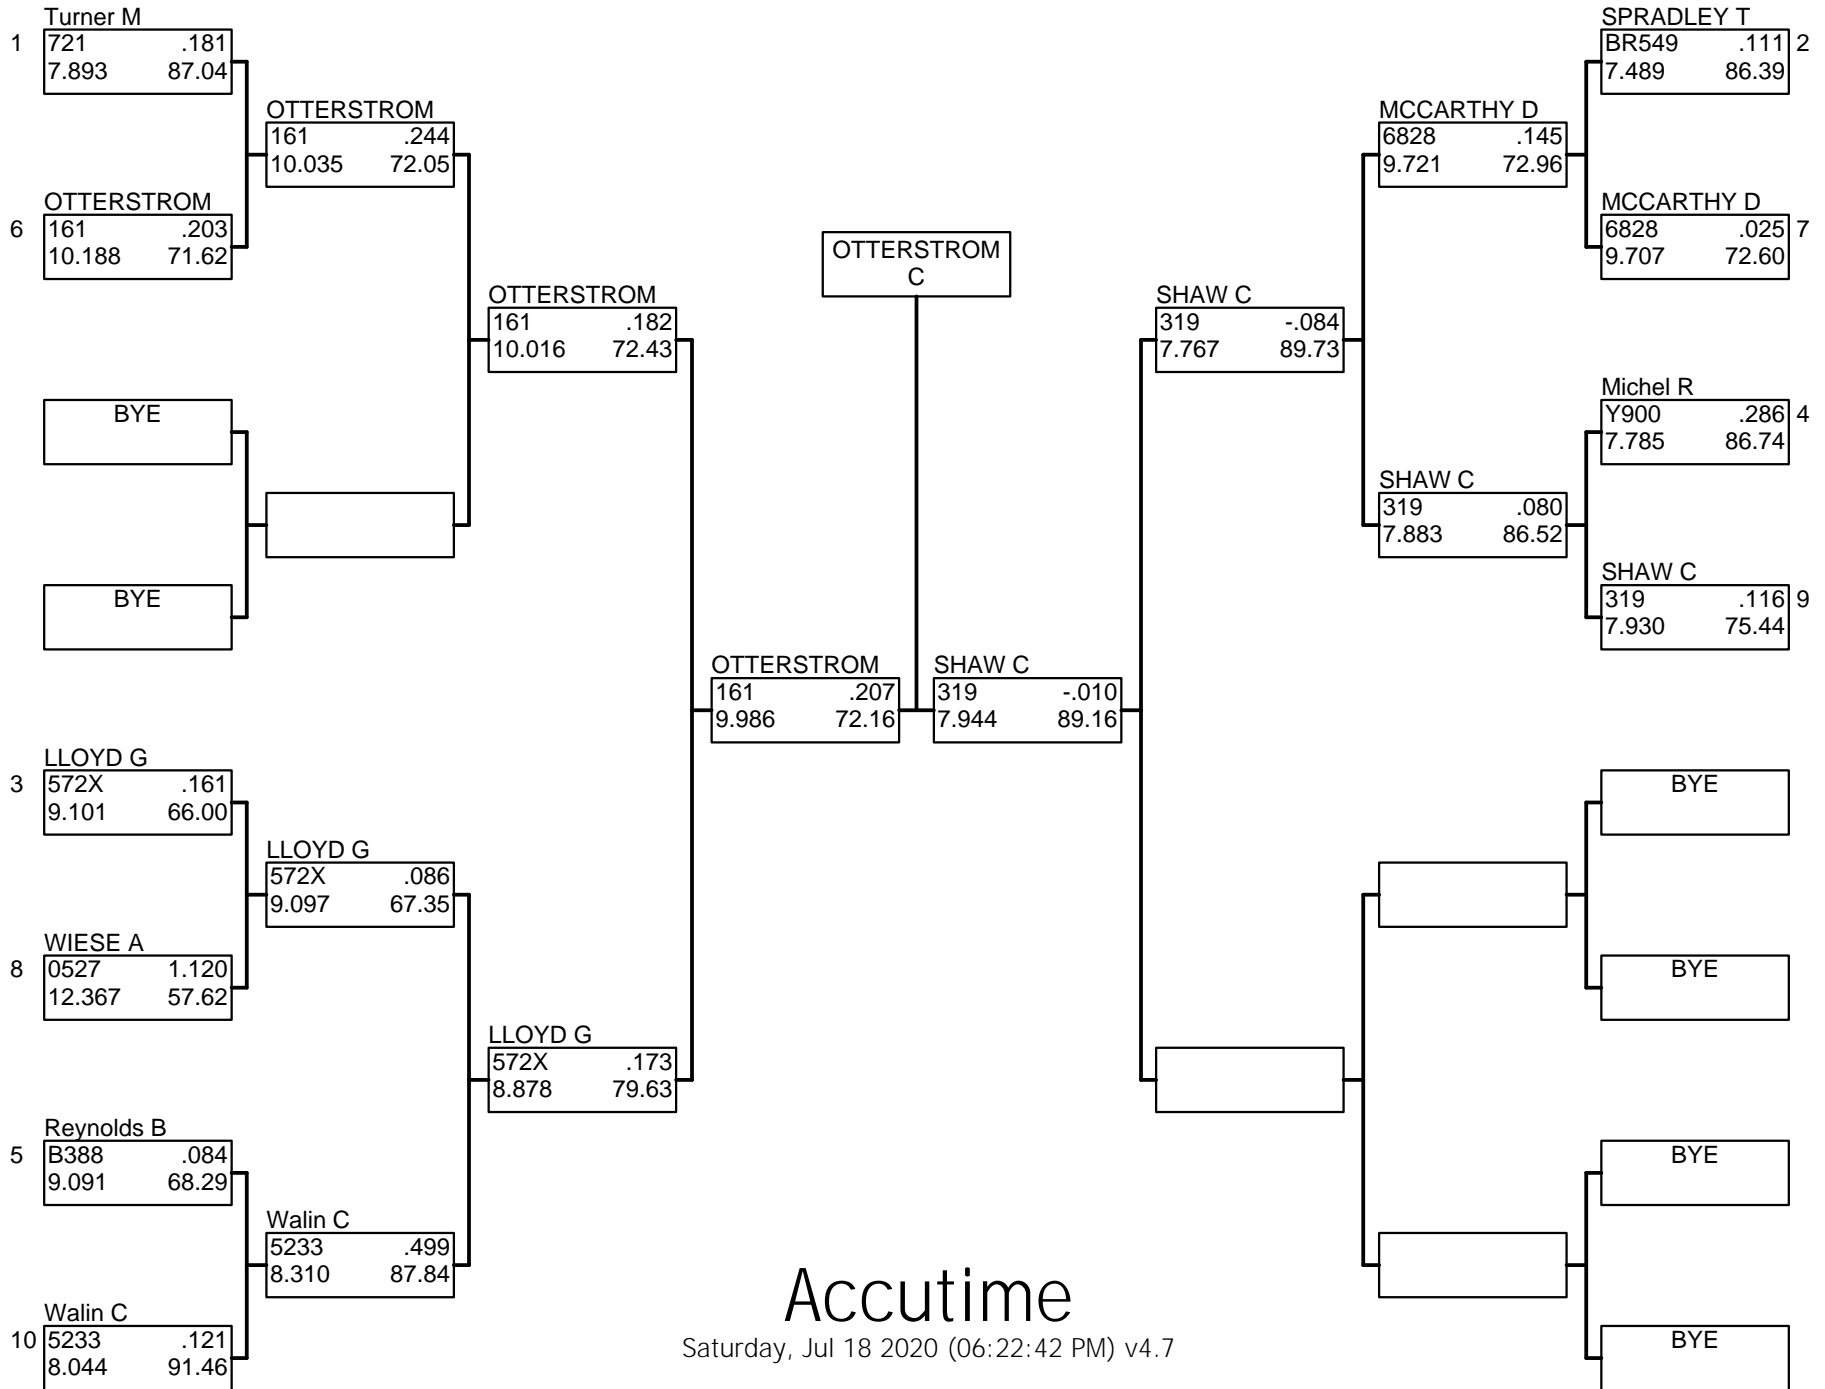 Turner M
1 721 .181
7.893 87.04
OTTERSTROM
6 161 .203
10.188 71.62
BYE
BYE
LLOYD G
3 572X .161
9.101 66.00
WIESE A
8 0527 1.120
12.367 57.62
Reynolds B
5 B388 .084
9.091 68.29
Walin C
10 5233 .121
8.044 91.46
OTTERSTROM
161 .244
10.035 72.05
LLOYD G
572X .086
9.097 67.35
Walin C
5233 .499
8.310 87.84
OTTERSTROM
161 .182
10.016 72.43
LLOYD G
572X .173
8.878 79.63
OTTERSTROM
161 .207
9.986 72.16
OTTERSTROM
C
SHAW C
319 -.010
7.944 89.16
SHAW C
319 -.084
7.767 89.73
MCCARTHY D
6828 .145
9.721 72.96
SHAW C
319 .080
7.883 86.52
SPRADLEY T
BR549 .111 2
7.489 86.39
MCCARTHY D
6828 .025 7
9.707 72.60
Michel R
Y900 .286 4
7.785 86.74
SHAW C
319 .116 9
7.930 75.44
BYE
BYE
BYE
BYE
Accutime
Saturday, Jul 18 2020 (06:22:42 PM) v4.7